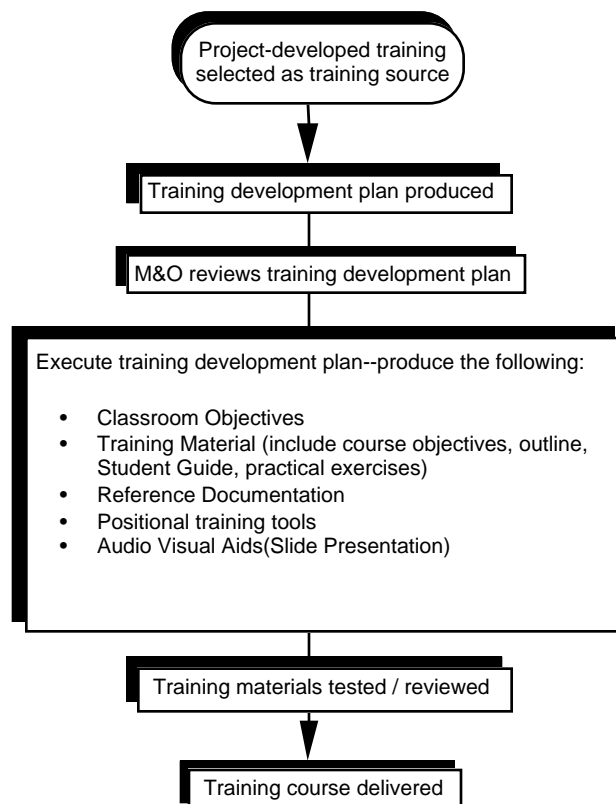 Project-developed training
selected as training source
Training development plan produced
M&O reviews training development plan
Execute training development plan--produce the following:
• Classroom Objectives
• Training Material (include course objectives, outline,
Student Guide, practical exercises)
• Reference Documentation
• Positional training tools
• Audio Visual Aids(Slide Presentation)
Training materials tested / reviewed
Training course delivered